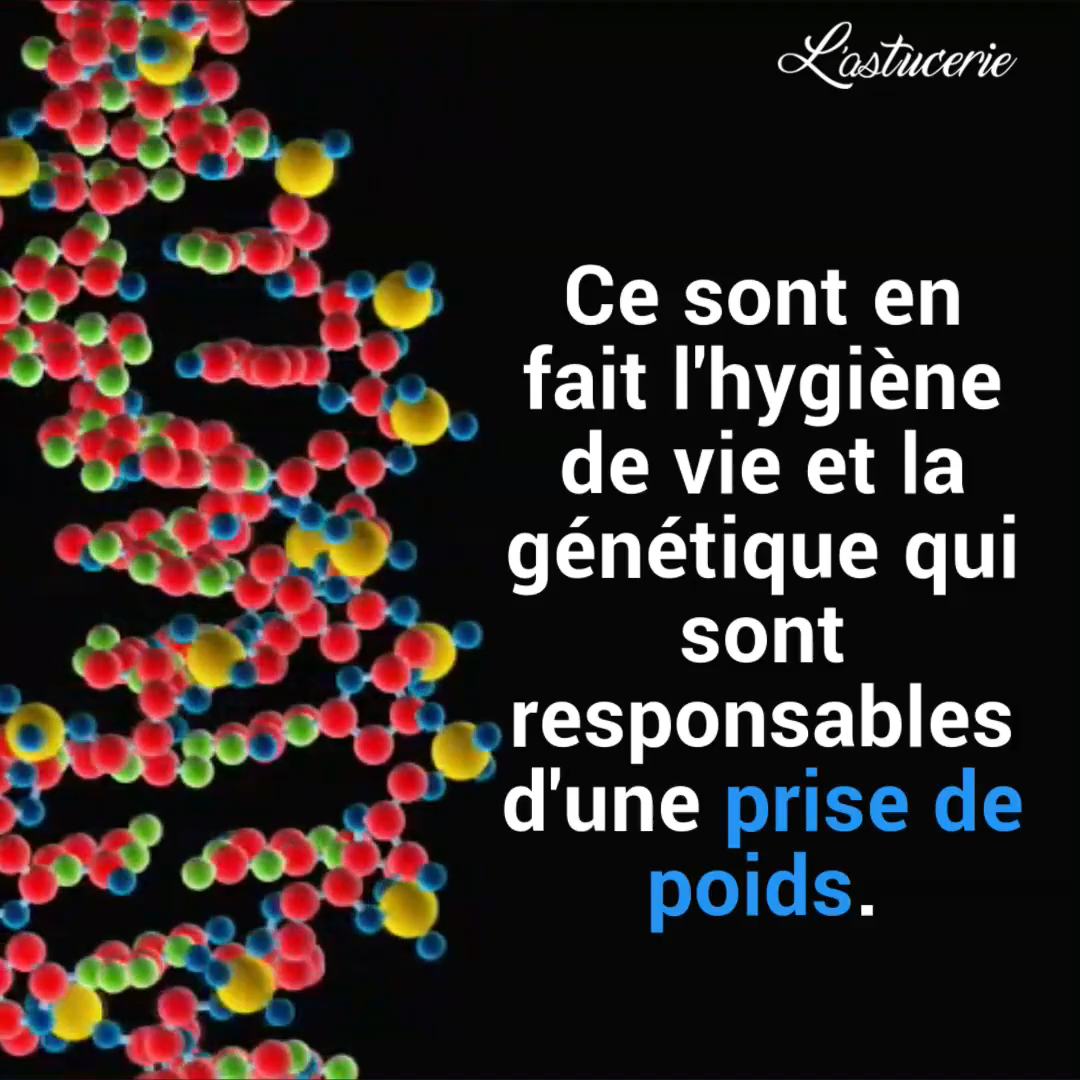 L'astucerie
Ce sont en
fait l'hygiène
de vie et la
génétique qui
sont
responsables
d'une prise de
poids.